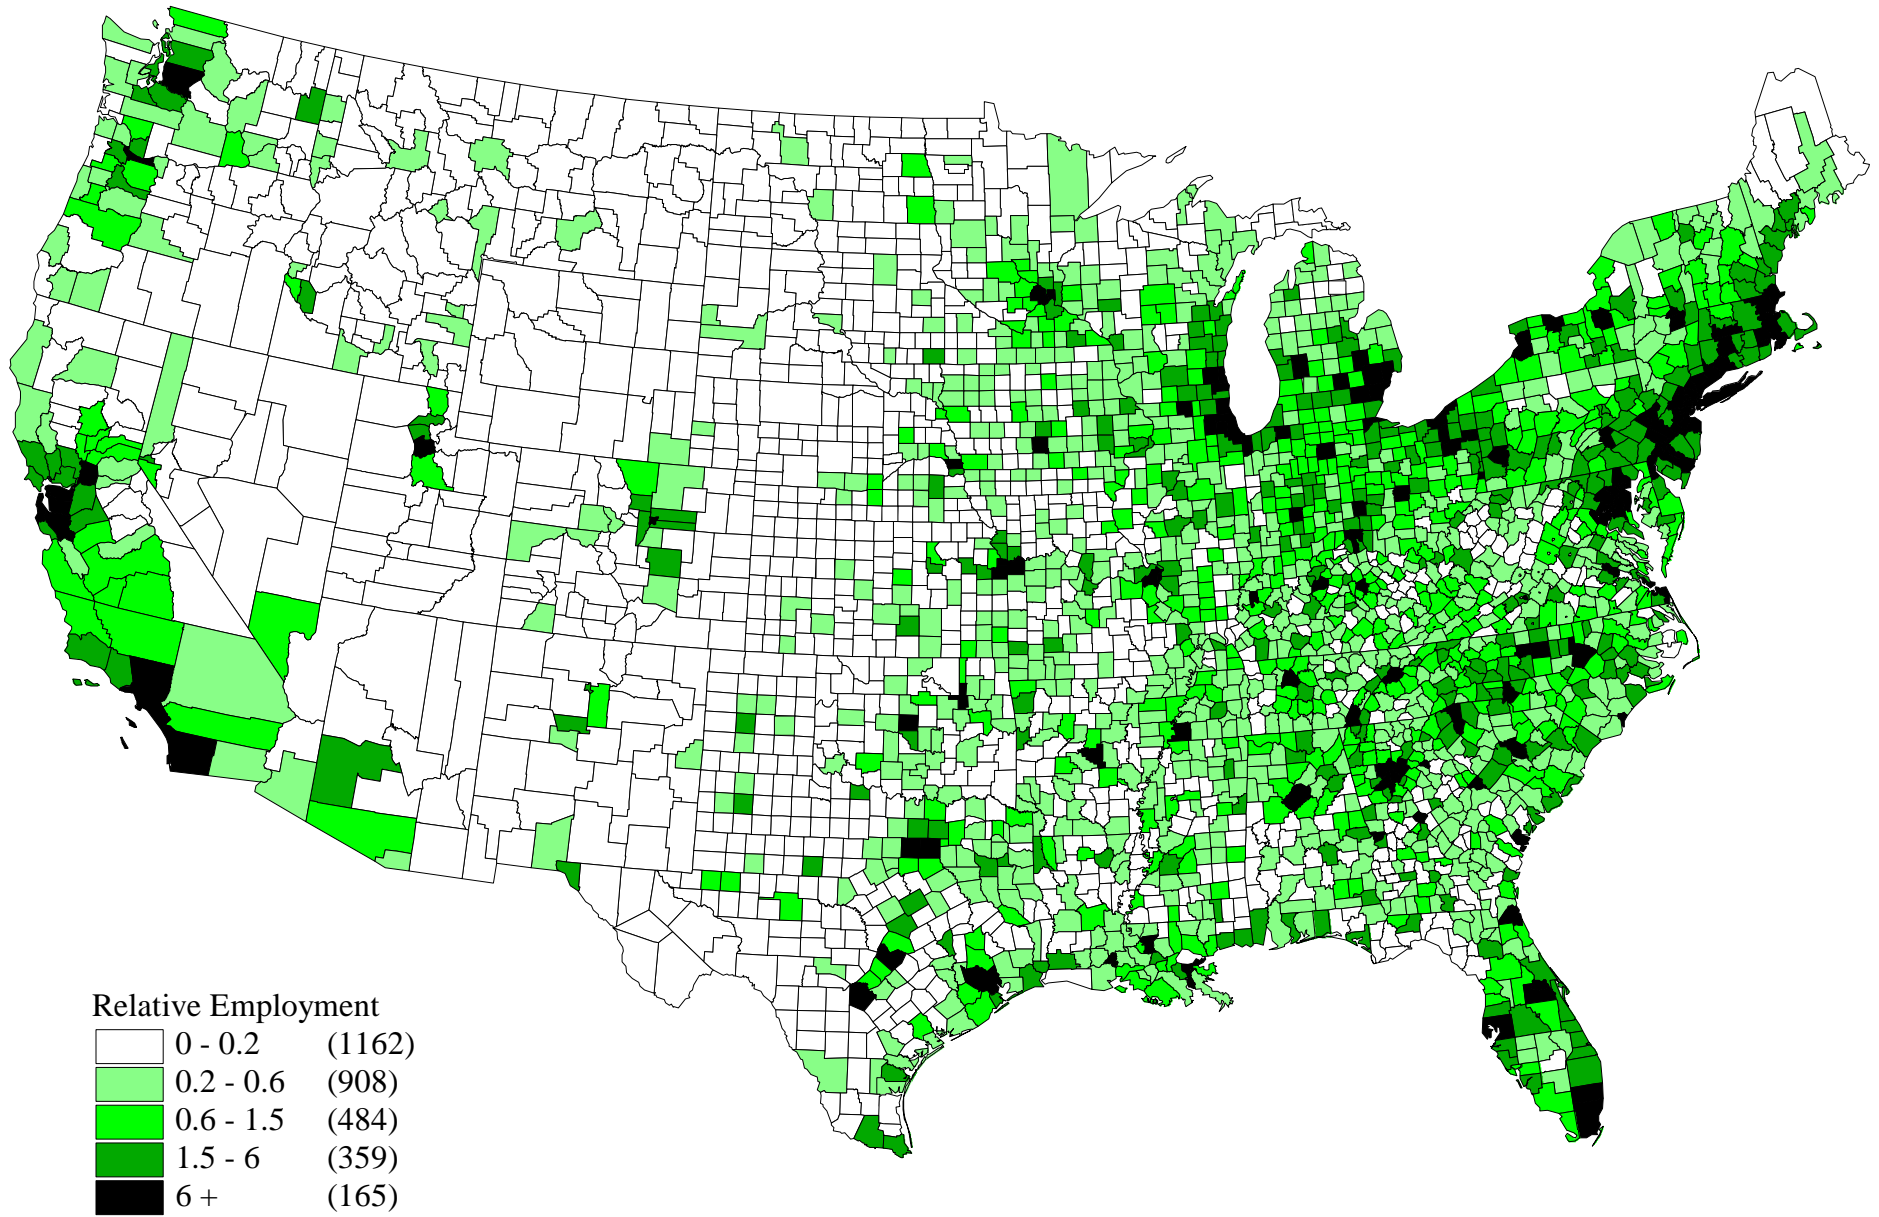 Relative Employment
0 - 0.2 (1162)
0.2 - 0.6 (908)
0.6 - 1.5 (484)
1.5 - 6 (359)
6 + (165)